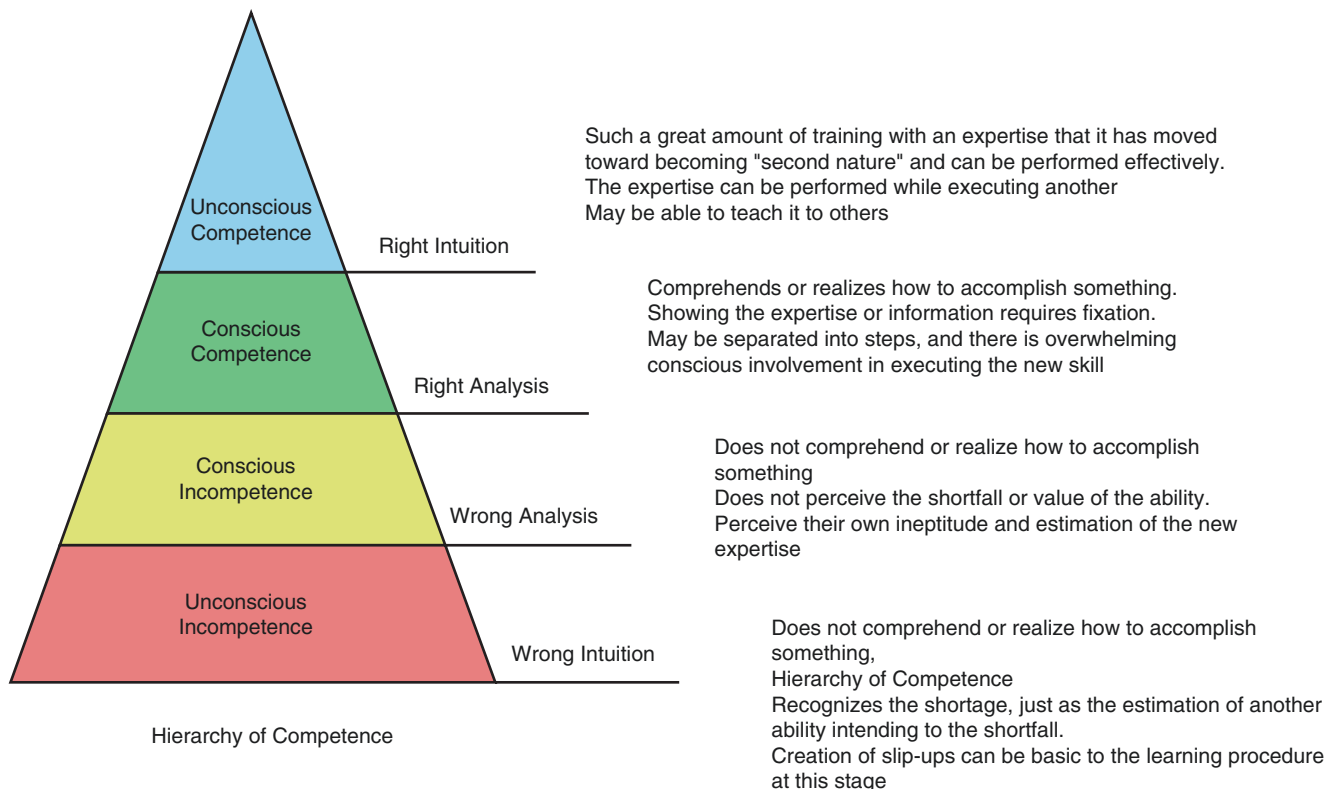 Such a great amount of training with an expertise that it has moved
toward becoming "second nature" and can be performed effectively.
The expertise can be performed while executing another
May be able to teach it to others
Unconscious
Competence
Right Intuition
Comprehends or realizes how to accomplish something.
Showing the expertise or information requires fixation.
May be separated into steps, and there is overwhelming
conscious involvement in executing the new skill
Conscious
Competence
Right Analysis
Does not comprehend or realize how to accomplish
something
Does not perceive the shortfall or value of the ability.
Perceive their own ineptitude and estimation of the new
expertise
Conscious
Incompetence
Wrong Analysis
Unconscious
Incompetence
Wrong Intuition
Does not comprehend or realize how to accomplish
something,
Hierarchy of Competence
Recognizes the shortage, just as the estimation of another
ability intending to the shortfall.
Creation of slip-ups can be basic to the learning procedure
at this stage
Hierarchy of Competence